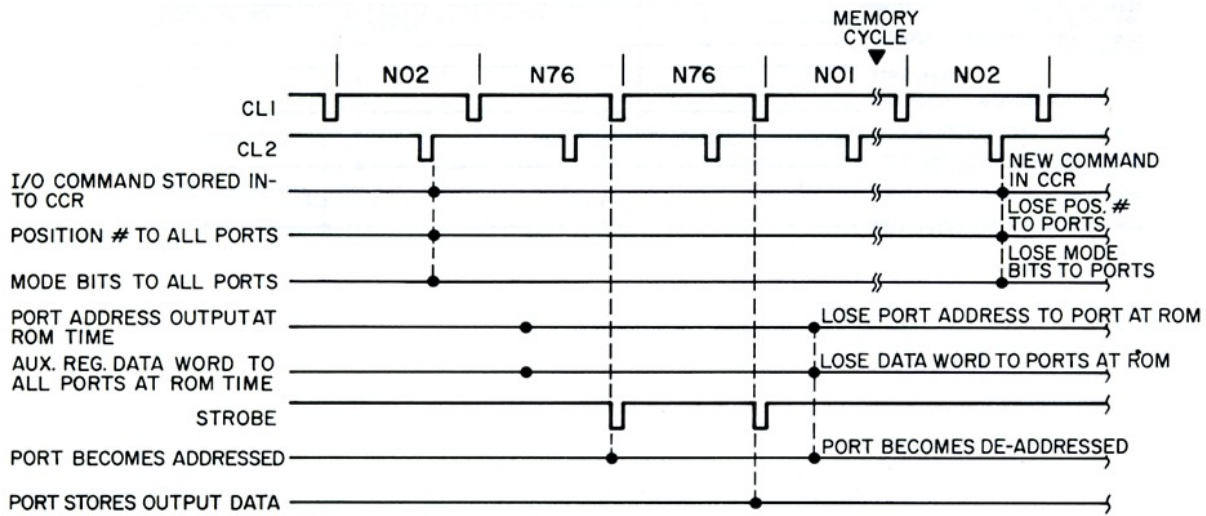 MEMORY
CYCLE
NO2 N76 N76 NO1 NO2
CL1
CL2
I/O COMMAND STORED IN-
TO CCR
NEW COMMAND
IN CCR
POSITION # TO ALL PORTS
LOSE POS. #
TO PORTS
MODE BITS TO ALL PORTS
LOSE MODE
BITS TO PORTS
PORT ADDRESS OUTPUT AT
ROM TIME
LOSE PORT ADDRESS TO PORT AT ROM
AUX. REG. DATA WORD TO
ALL PORTS AT ROM TIME
LOSE DATA WORD TO PORTS AT ROM
STROBE
PORT BECOMES ADDRESSED
PORT BECOMES DE-ADDRESSED
PORT STORES OUTPUT DATA